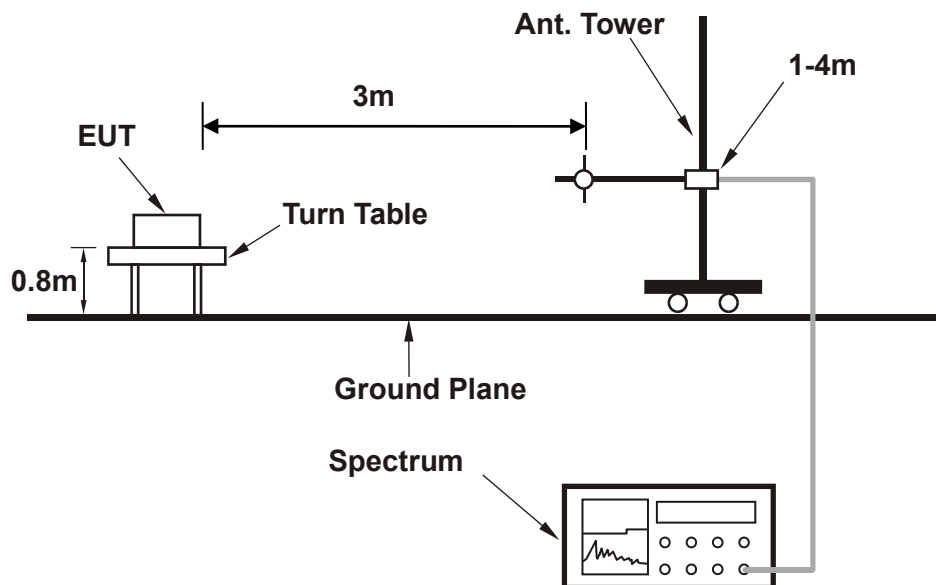 Ant. Tower
1-4m
3m
EUT
Turn Table
0.8m
Ground Plane
Spectrum